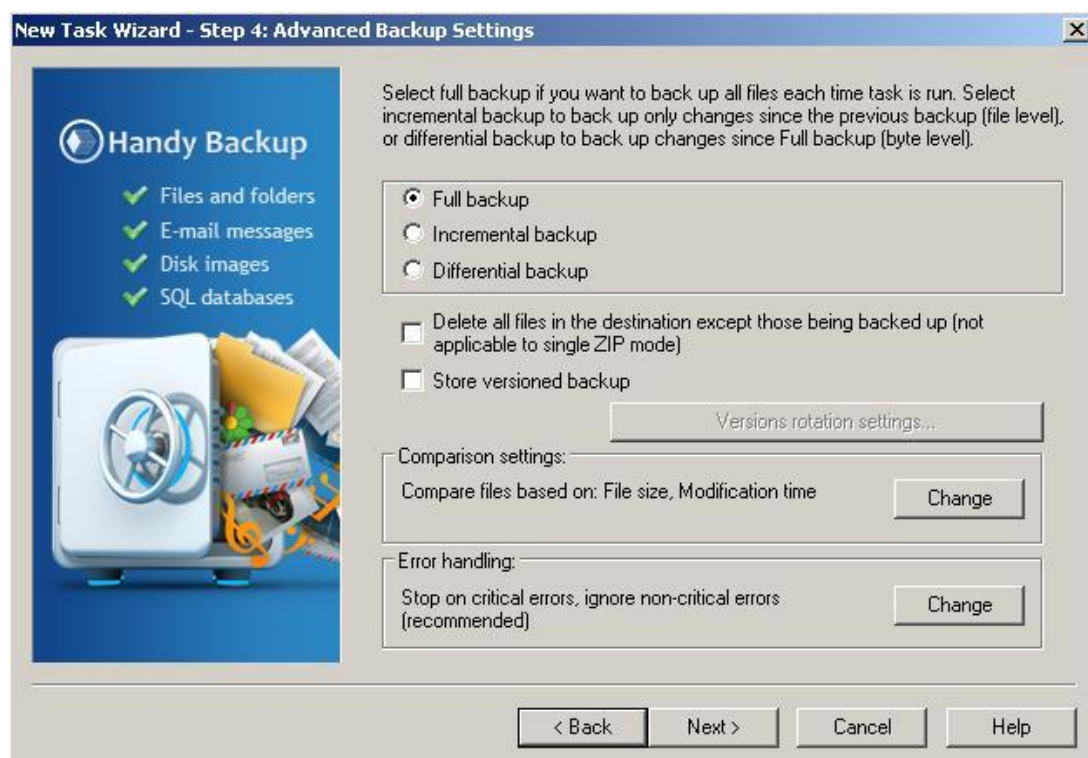 New Task Wizard - Step 4: Advanced Backup Settings
Handy Backup
Files and folders
E-mail messages
Disk images
SQL databases
Select full backup if you want to back up all files each time task is run. Select
incremental backup to back up only changes since the previous backup (file level),
or differential backup to back up changes since Full backup (byte level).
Full backup
Incremental backup
Differential backup
Delete all files in the destination except those being backed up (not
applicable to single ZIP mode)
Store versioned backup
Versions rotation settings...
Comparison settings:
Compare files based on: File size, Modification time
Change
Error handling:
Stop on critical errors, ignore non-critical errors
(recommended)
Change
< Back
Next >
Cancel
Help